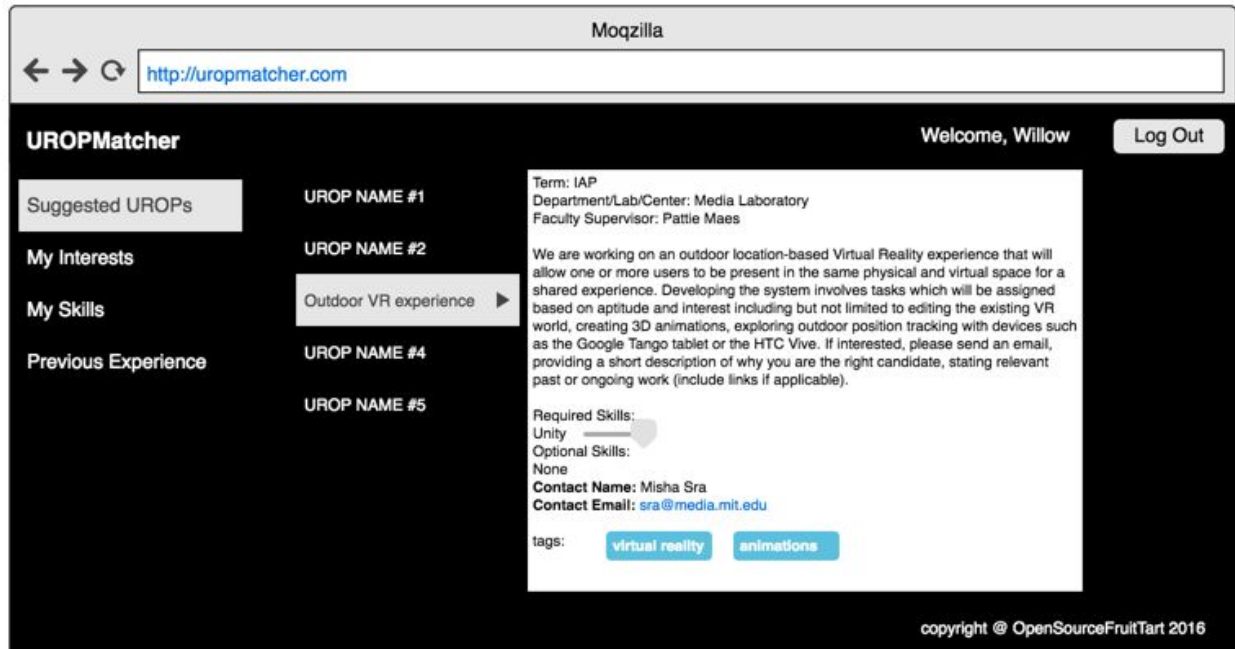 Moqzilla
http://uropmatcher.com
UROPMatcher
Welcome, Willow
Log Out
Suggested UROPs
My Interests
My Skills
Previous Experience
UROP NAME #1
UROP NAME #2
Outdoor VR experience
UROP NAME #4
UROP NAME #5
Term: IAP
Department/Lab/Center: Media Laboratory
Faculty Supervisor: Pattie Maes
We are working on an outdoor location-based Virtual Reality experience that will
allow one or more users to be present in the same physical and virtual space for a
shared experience. Developing the system involves tasks which will be assigned
based on aptitude and interest including but not limited to editing the existing VR
world, creating 3D animations, exploring outdoor position tracking with devices such
as the Google Tango tablet or the HTC Vive. If interested, please send an email,
providing a short description of why you are the right candidate, stating relevant
past or ongoing work (include links if applicable).
Required Skills:
Unity
Optional Skills:
None
Contact Name: Misha Sra
Contact Email: sra@media.mit.edu
tags:
virtual reality
animations
copyright @ OpenSourceFruitTart 2016